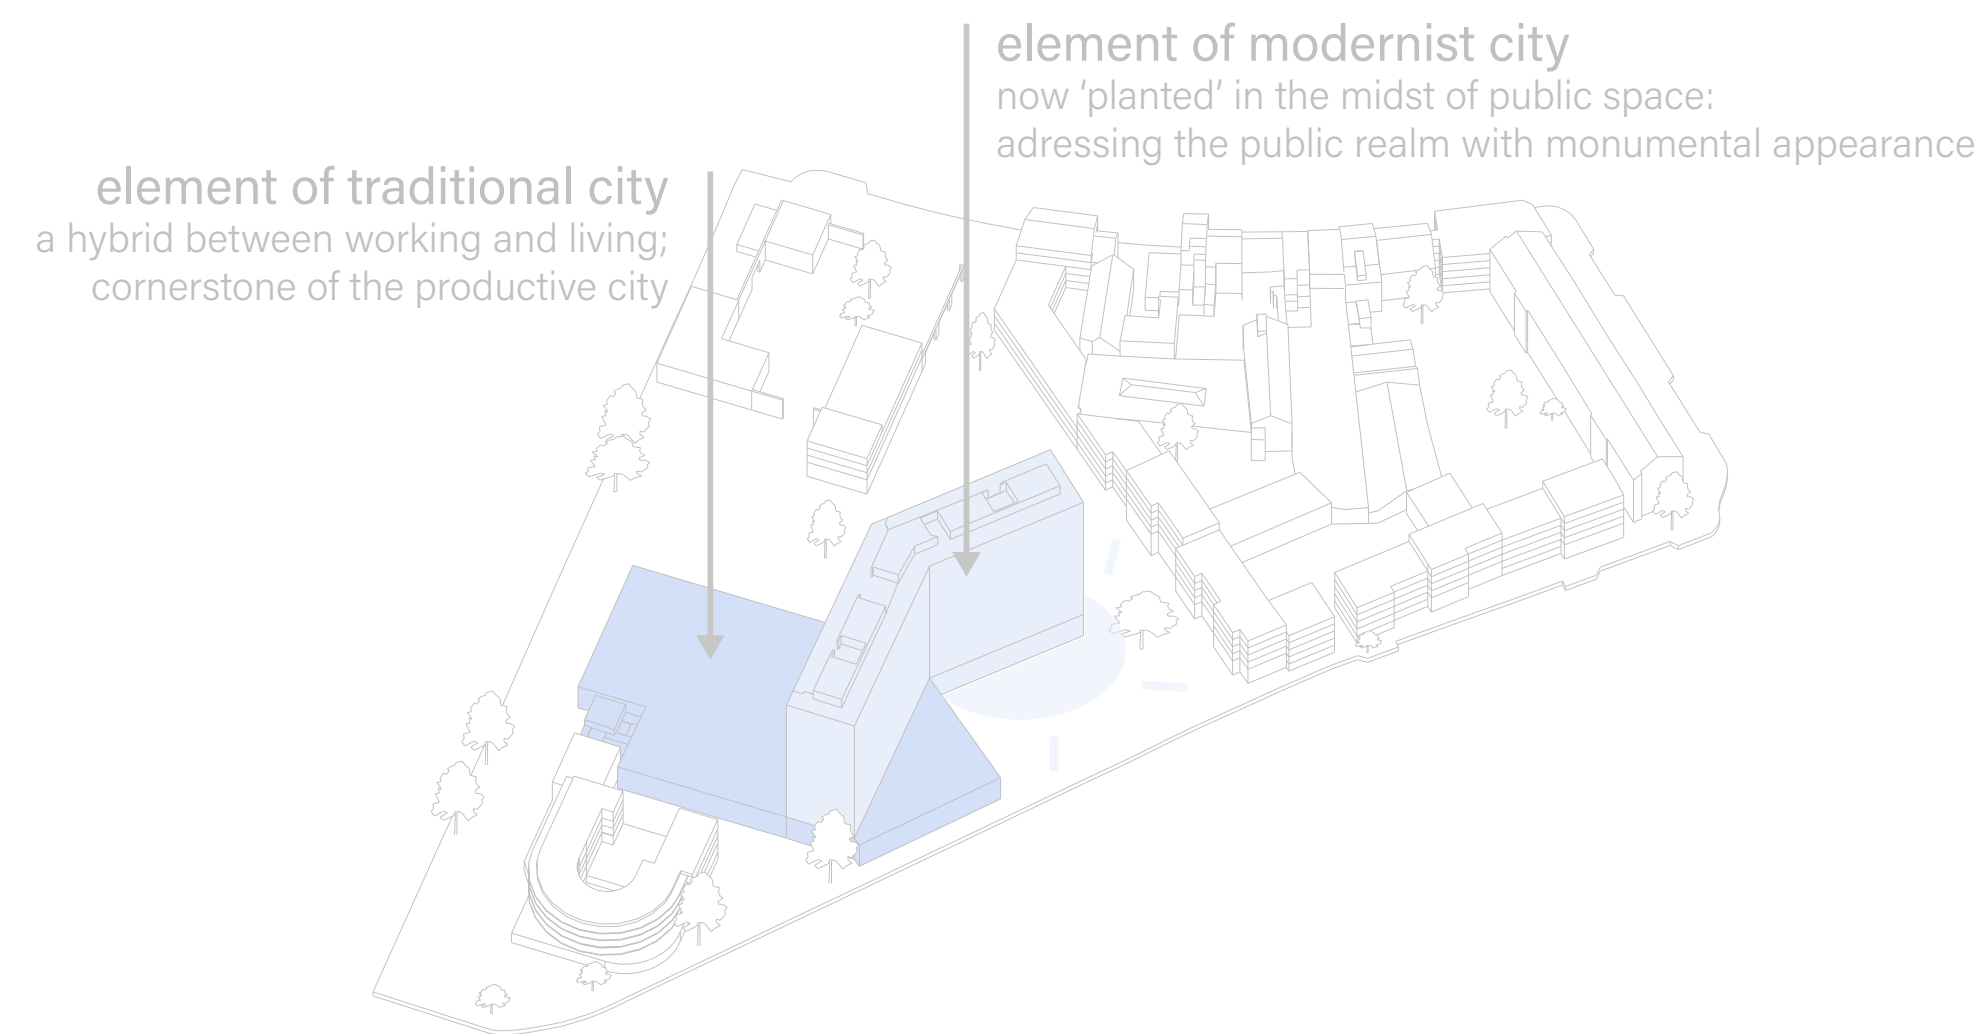 element of modernist city
now ‘planted’ in the midst of public space:
adressing the public realm with monumental appearance
element of traditional city
a hybrid between working and living;
cornerstone of the productive city